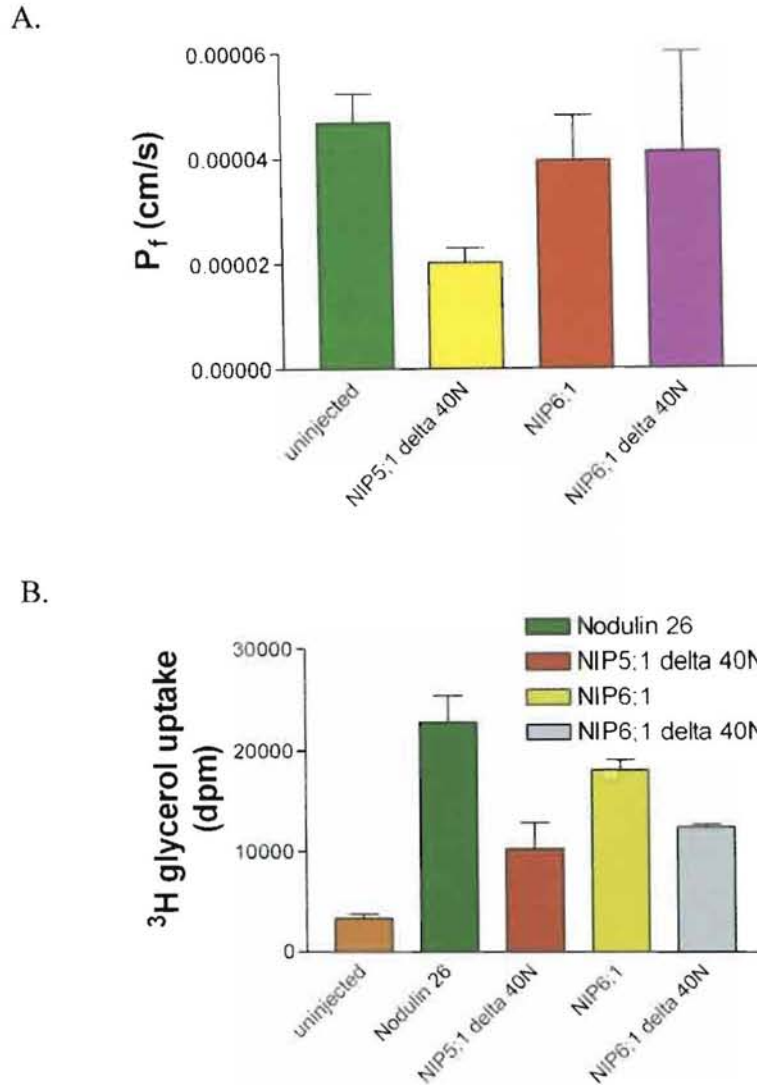 A.
P_f (cm/s)
0.00006
0.00004
0.00002
0.00000
uninjected
NIP5;1 delta 40N
NIP6;1
NIP6;1 delta 40N
B.
³H glycerol uptake
(dpm)
30000
20000
10000
0
Nodulin 26
NIP5;1 delta 40N
NIP6;1
NIP6;1 delta 40N
uninjected
Nodulin 26
NIP5;1 delta 40N
NIP6;1
NIP6;1 delta 40N